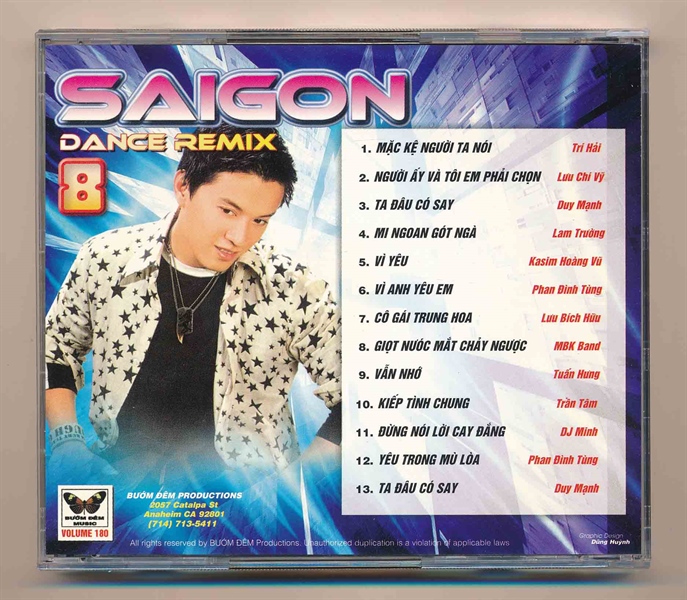 SAIGON
DANCE REMIX
8
1. MẶC KỆ NGƯỜI TA NÓI Trí Hải
2. NGƯỜI ẤY VÀ TÔI EM PHẢI CHỌN Lưu Chí Vỹ
3. TA ĐÂU CÓ SAY Duy Mạnh
4. MI NGOAN GÓT NGÀ Lam Trường
5. VÌ YÊU Kasim Hoàng Vũ
6. VÌ ANH YÊU EM Phan Đình Tùng
7. CÔ GÁI TRUNG HOA Lưu Bích Hữu
8. GIỌT NƯỚC MẮT CHẢY NGƯỢC MBK Band
9. VẪN NHỚ Tuấn Hưng
10. KIẾP TÌNH CHUNG Trần Tâm
11. ĐỪNG NÓI LỜI CAY ĐẮNG DJ Minh
12. YÊU TRONG MÙ LÒA Phan Đình Tùng
13. TA ĐÂU CÓ SAY Duy Mạnh
BƯỚM ĐÊM
MUSIC
VOLUME 180
BƯỚM ĐÊM PRODUCTIONS
2057 Catalpa St
Anaheim CA 92801
(714) 713-5411
Graphic Design
Dũng Huỳnh
All rights reserved by BƯỚM ĐÊM Productions. Unauthorized duplication is a violation of applicable laws